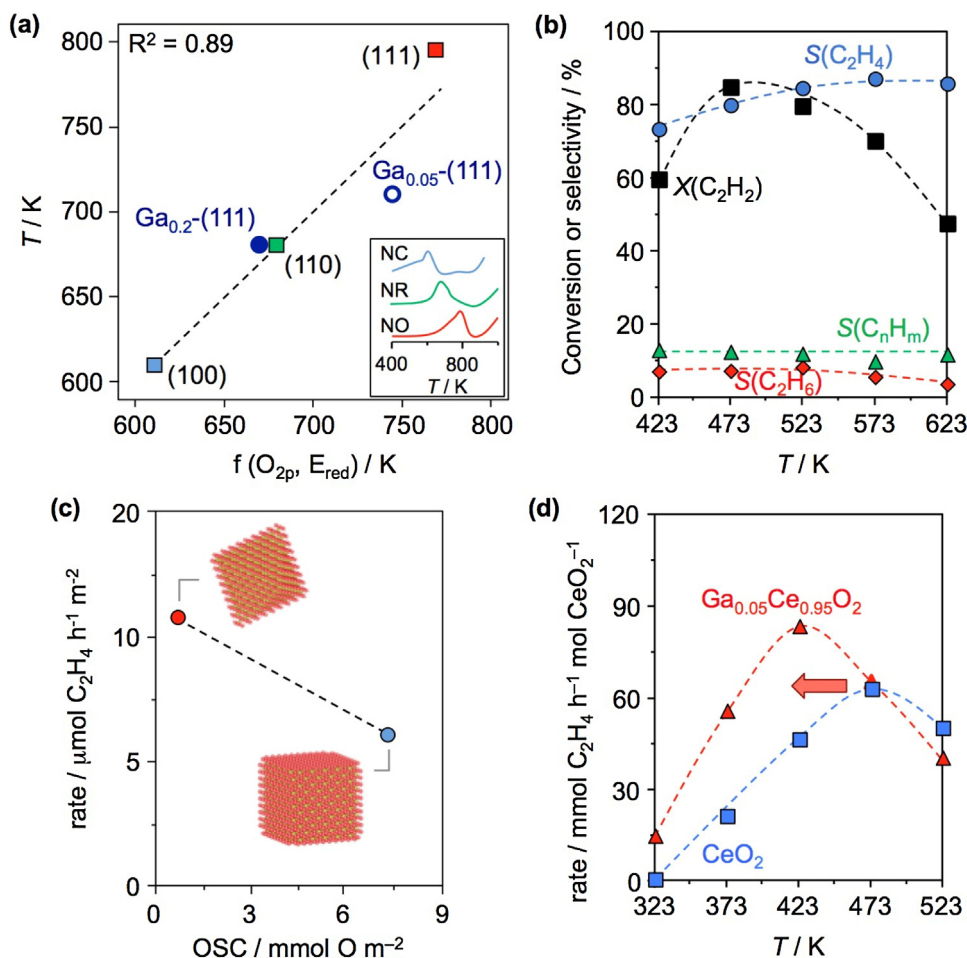 (a)
R² = 0.89
800
750
700
650
600
T / K
(111)
Ga₀.₀₅-(111)
Ga₀.₂-(111)
(110)
(100)
NC
NR
NO
400 800
T / K
600 650 700 750 800
f (O₂ₚ, Eᵣₑd) / K
(b)
100
80
60
40
20
0
Conversion or selectivity / %
S(C₂H₄)
X(C₂H₂)
S(CₙHₘ)
S(C₂H₆)
423 473 523 573 623
T / K
(c)
20
10
5
0
rate / μmol C₂H₄ h⁻¹ m⁻²
0 3 6 9
OSC / mmol O m⁻²
(d)
120
90
60
30
0
rate / mmol C₂H₄ h⁻¹ mol CeO₂⁻¹
Ga₀.₀₅Ce₀.₉₅O₂
CeO₂
323 373 423 473 523
T / K